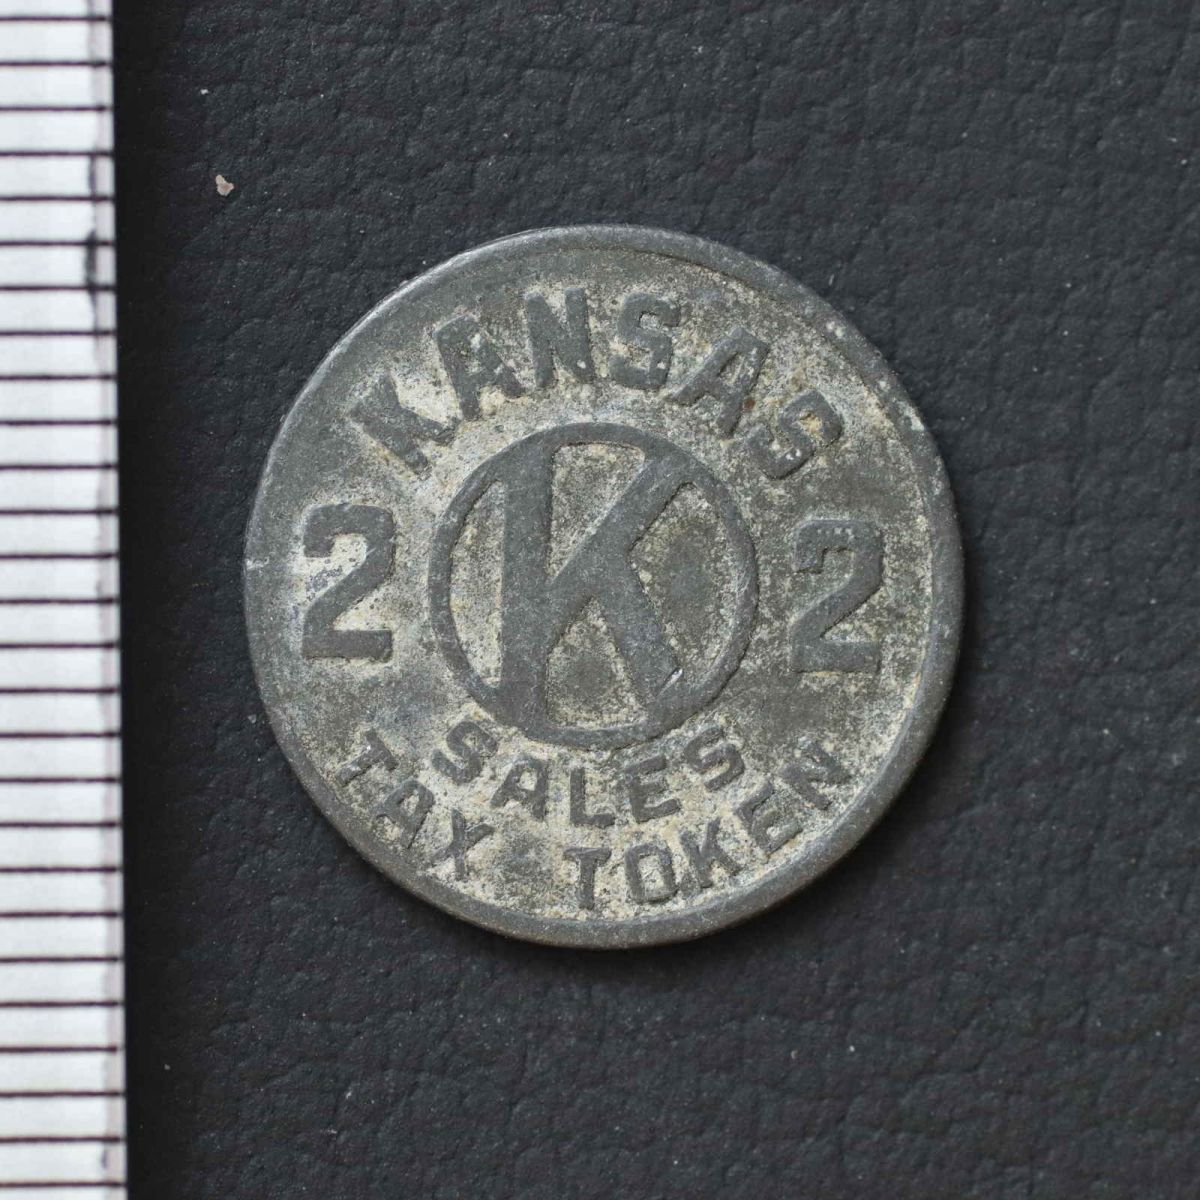 KANSAS
2 K 2
SALES
TAX TOKEN